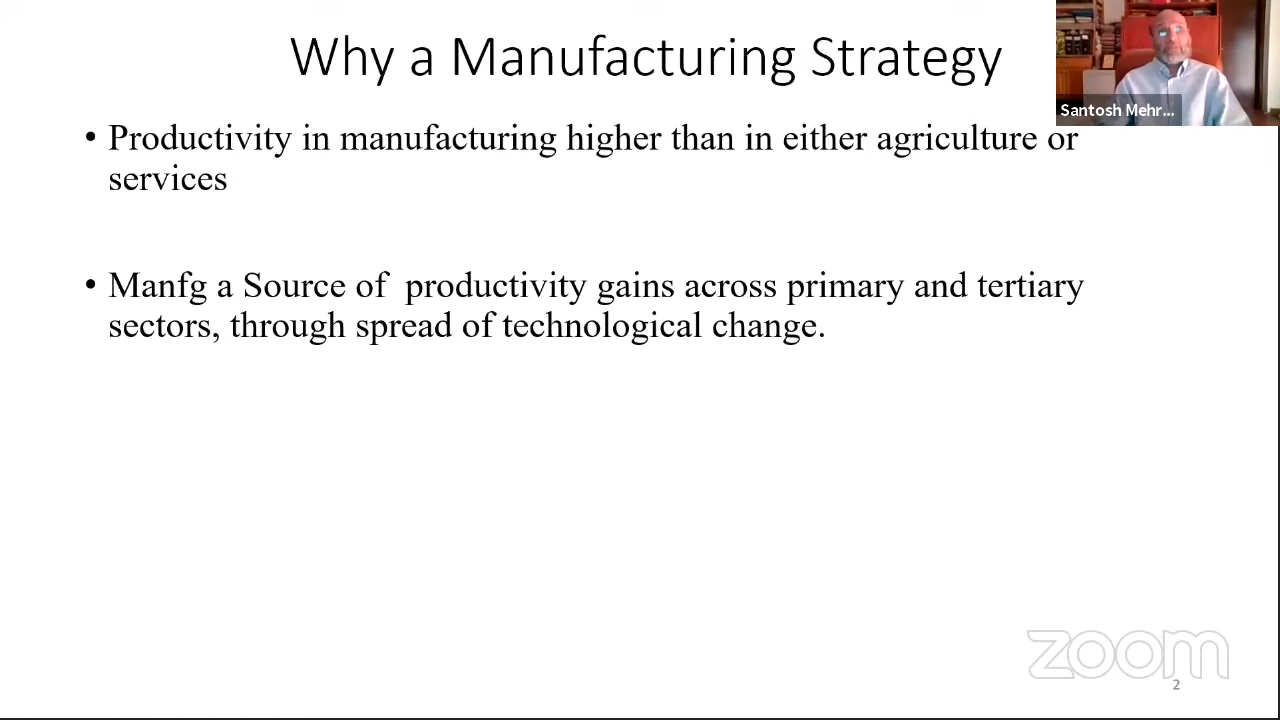 Why a Manufacturing Strategy
Santosh Mehr...
• Productivity in manufacturing higher than in either agriculture or
services
• Manfg a Source of  productivity gains across primary and tertiary
sectors, through spread of technological change.
zoom
2